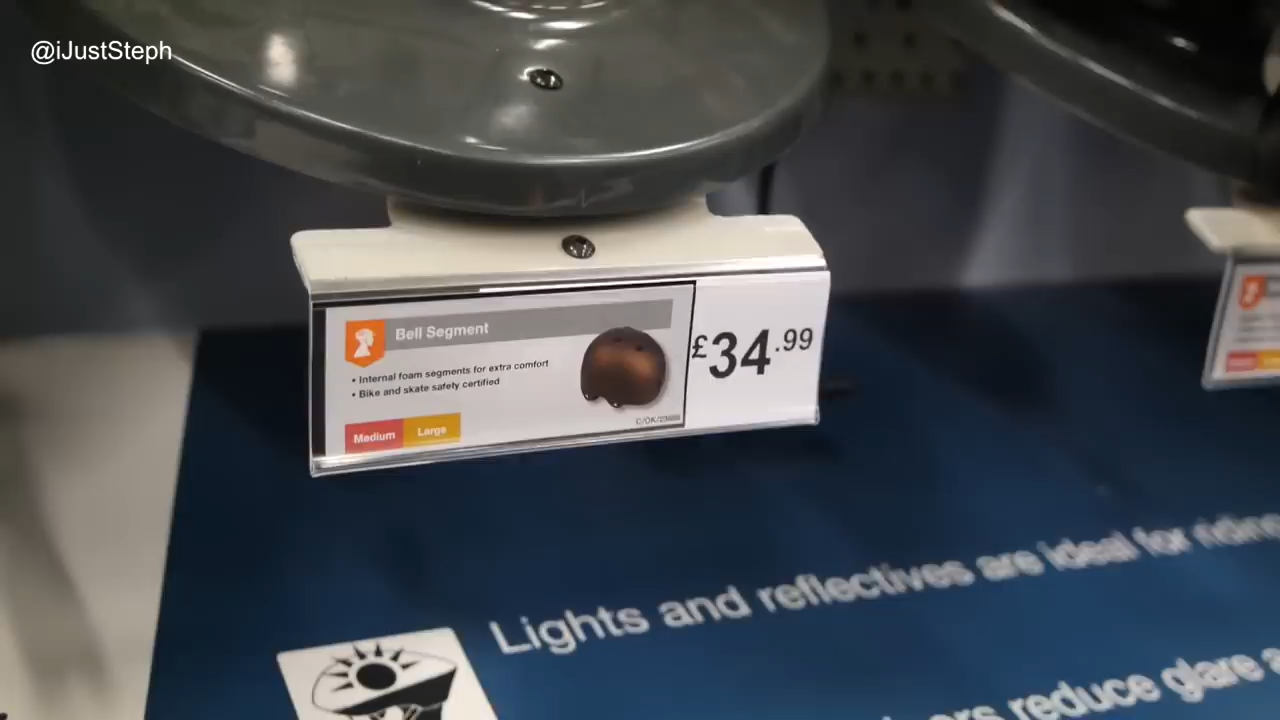 @iJustSteph
Bell Segment
• Internal foam segments for extra comfort
• Bike and skate safety certified
Medium Large
£34.99
Lights and reflectives are ideal for riding
reduce glare